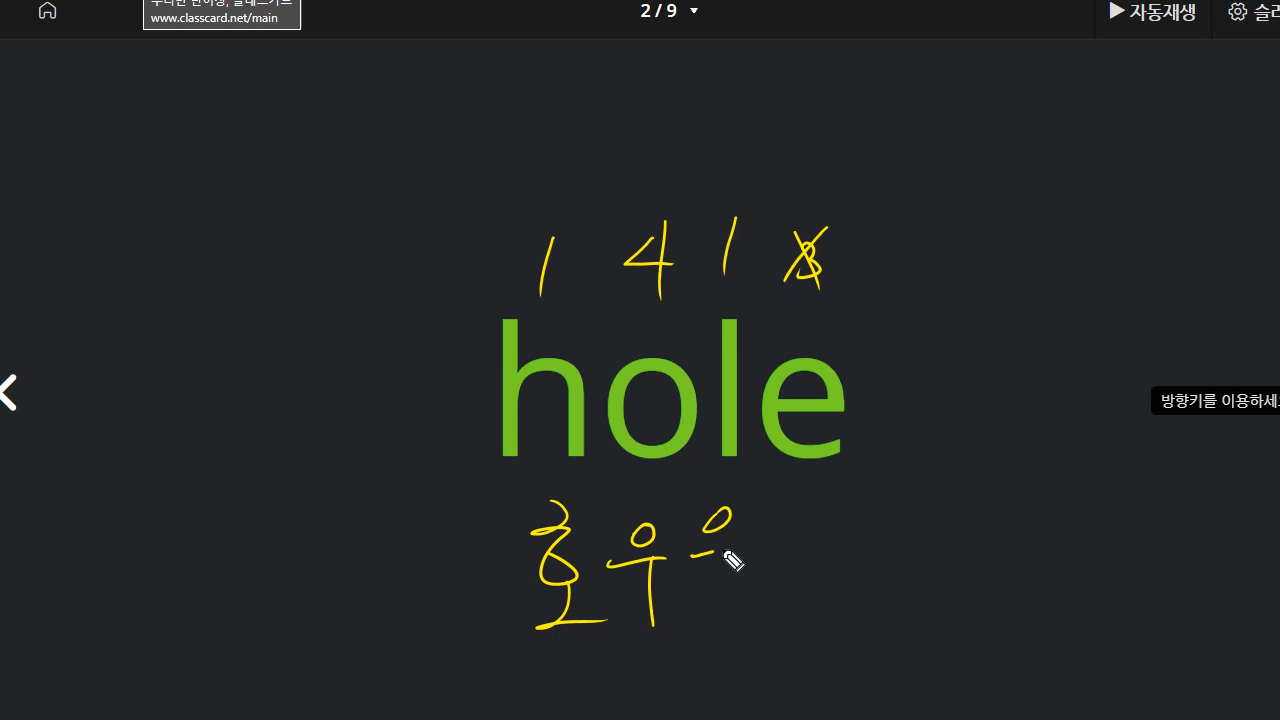 www.classcard.net/main
2 / 9
▶ 자동재생
1 4 1 8
hole
호우
방향키를 이용하세